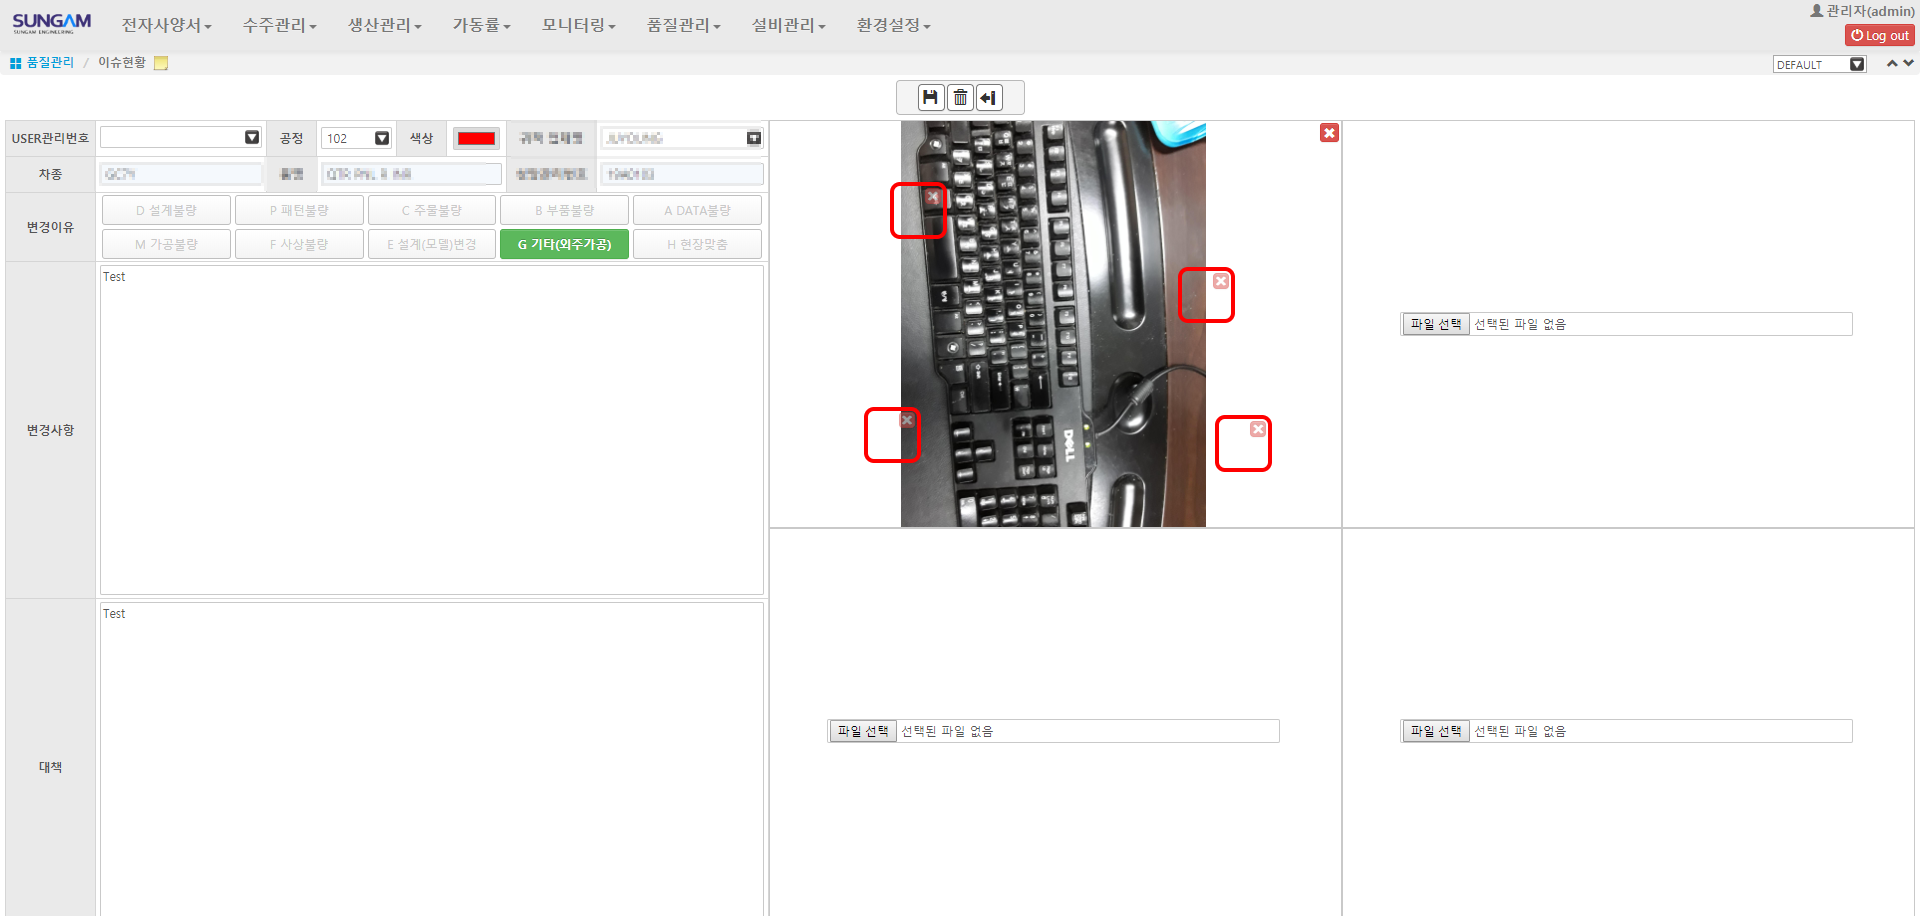 SUNGAM
SUNGAM ENGINEERING
전자사양서 수주관리 생산관리 가동률 모니터링 품질관리 설비관리 환경설정
관리자(admin)
Log out
품질관리 / 이슈현황
DEFAULT
USER관리번호 공정 102 색상
차종
변경이유
D 설계불량 P 패턴불량 C 주물불량 B 부품불량 A DATA불량
M 가공불량 F 사상불량 E 설계(모델)변경 G 기타(외주가공) H 현장맞춤
변경사항
Test
대책
Test
DELL
파일 선택 선택된 파일 없음
파일 선택 선택된 파일 없음
파일 선택 선택된 파일 없음